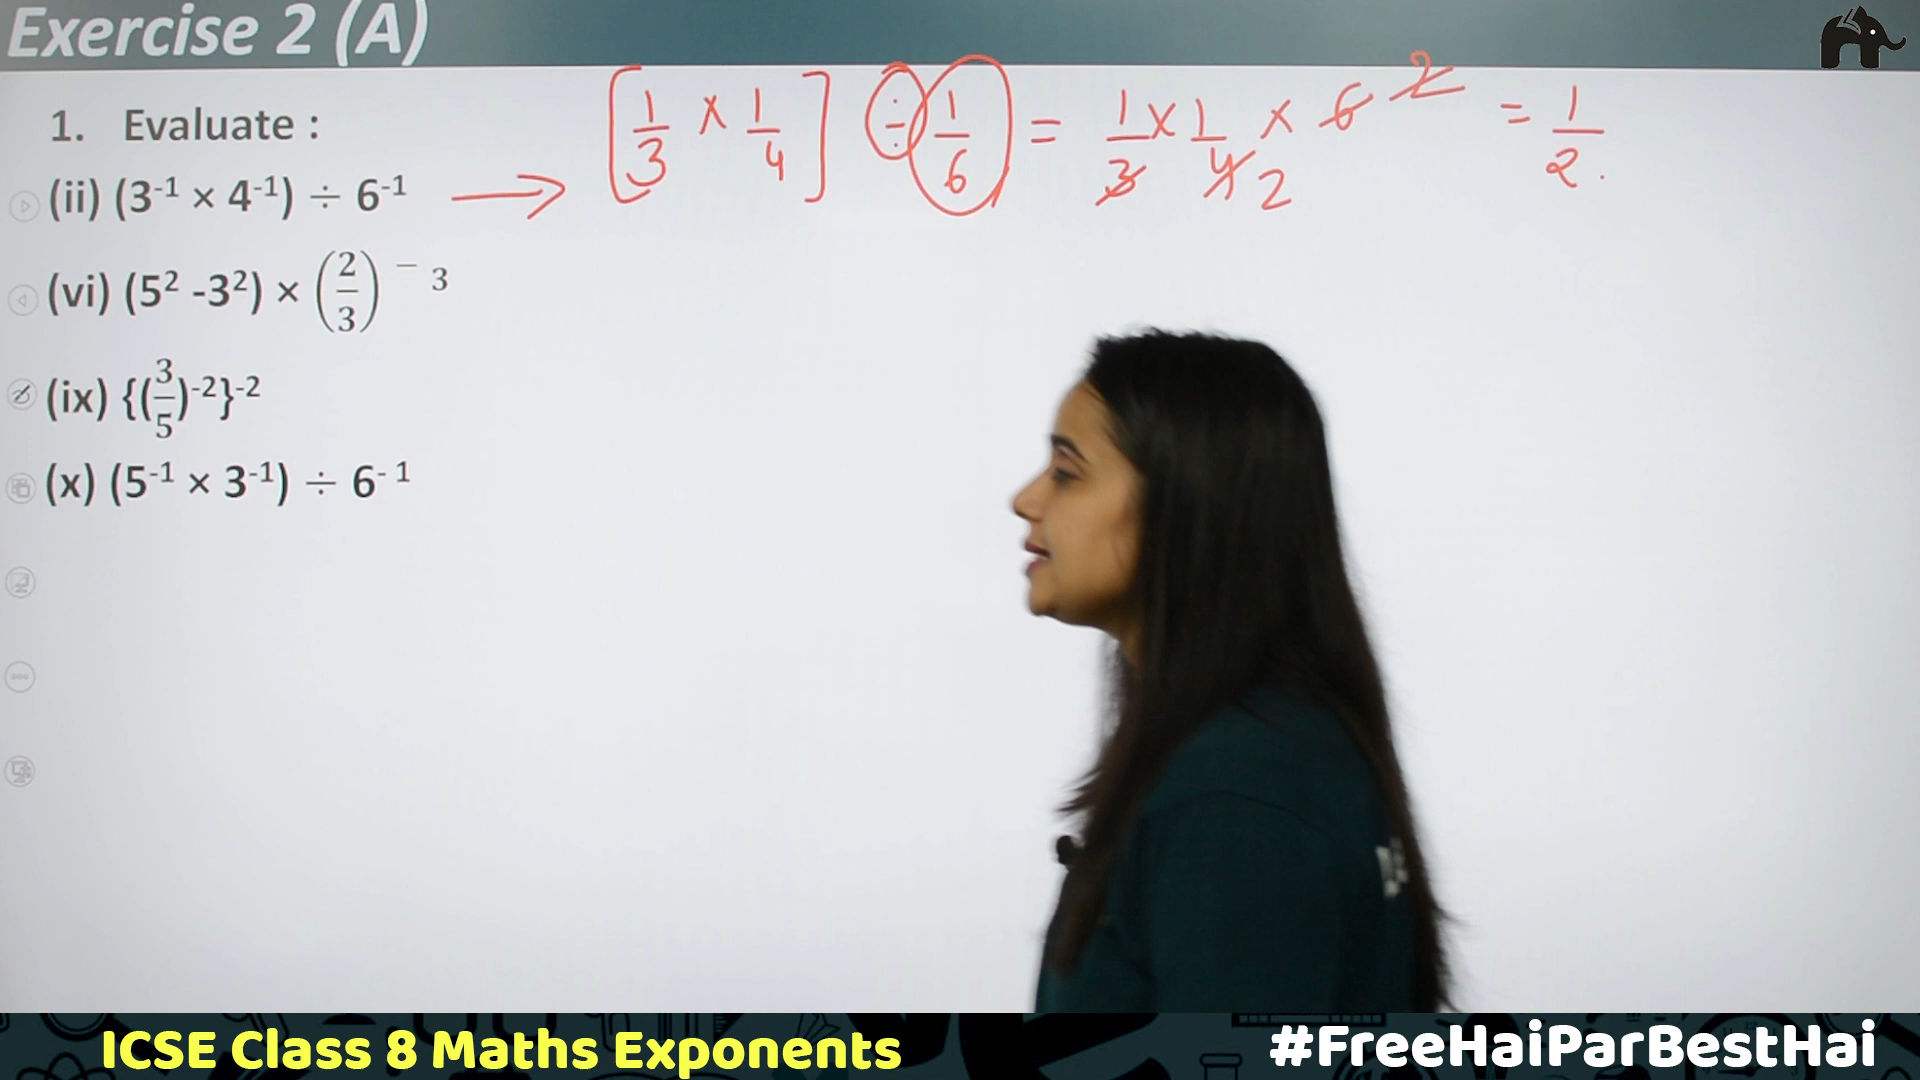 Exercise 2 (A)
1. Evaluate :
(ii) (3⁻¹ × 4⁻¹) ÷ 6⁻¹ → [1/3 × 1/4] ÷ 1/6 = 1/3 × 1/4 2 × 6 2 = 1/2.
(vi) (5² -3²) × (2/3)⁻ ³
(ix) {(3/5)⁻²}⁻²
(x) (5⁻¹ × 3⁻¹) ÷ 6⁻ ¹
ICSE Class 8 Maths Exponents
#FreeHaiParBestHai